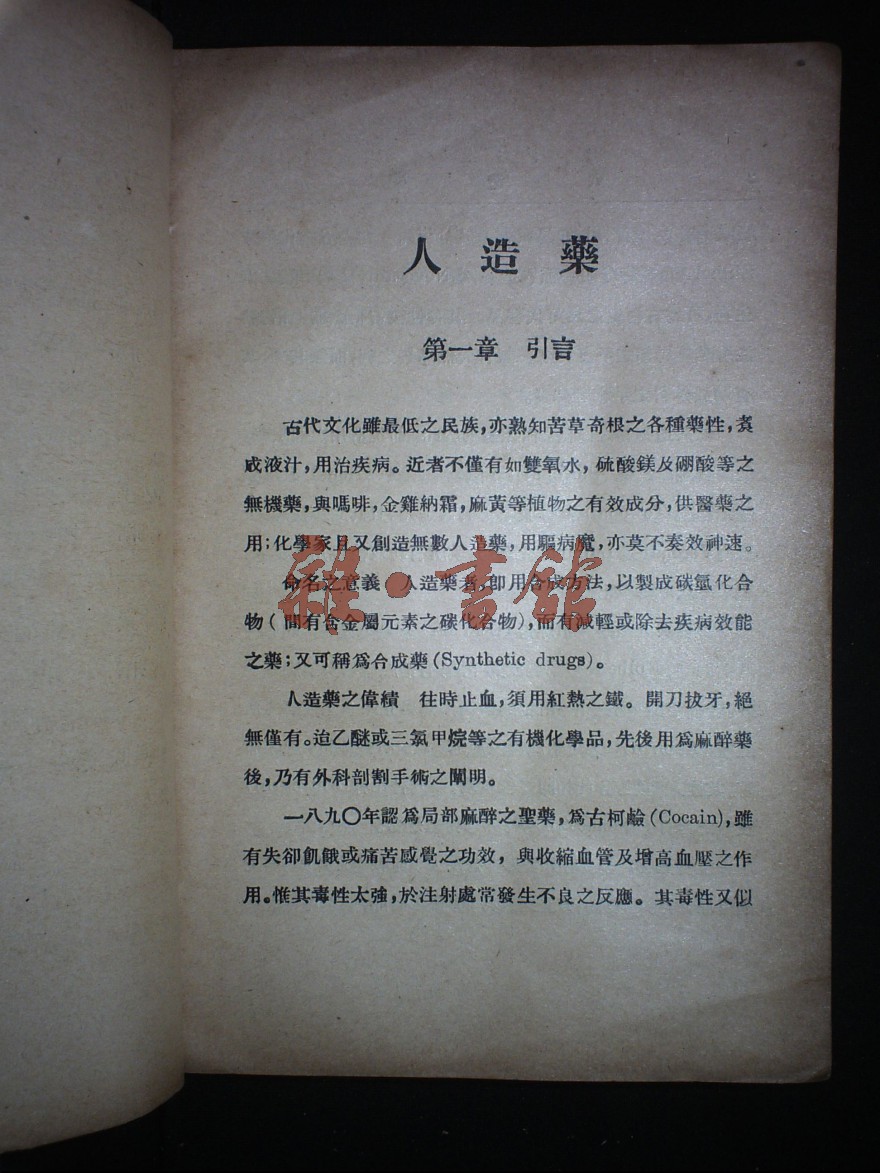 人造藥
第一章 引言
古代文化雖最低之民族，亦熟知苦草奇根之各種藥性，煑
成液汁，用治疾病。近者不僅有如雙氧水，硫酸鎂及硼酸等之
無機藥，與嗎啡，金雞納霜，麻黃等植物之有效成分，供醫藥之
用；化學家且又創造無數人造藥，用驅病魔，亦莫不奏效神速。
命名之意義 人造藥者，卽用合成方法，以製成碳氫化合
物（間有含金屬元素之碳化合物），而有減輕或除去疾病效能
之藥；又可稱爲合成藥（Synthetic drugs）。
人造藥之偉績 往時止血，須用紅熱之鐵。開刀拔牙，絕
無僅有。迨乙醚或三氯甲烷等之有機化學品，先後用爲麻醉藥
後，乃有外科剖割手術之闡明。
一八九〇年認爲局部麻醉之聖藥，爲古柯鹼（Cocain），雖
有失卻飢餓或痛苦感覺之功效，與收縮血管及增高血壓之作
用。惟其毒性太強，於注射處常發生不良之反應。其毒性又似
雜·書館